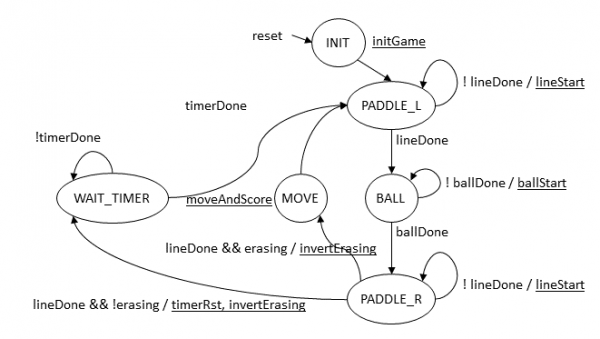 reset
INIT
initGame
! lineDone / lineStart
PADDLE_L
timerDone
lineDone
!timerDone
! ballDone / ballStart
WAIT_TIMER
moveAndScore
MOVE
BALL
ballDone
lineDone && erasing / invertErasing
! lineDone / lineStart
PADDLE_R
lineDone && !erasing / timerRst, invertErasing